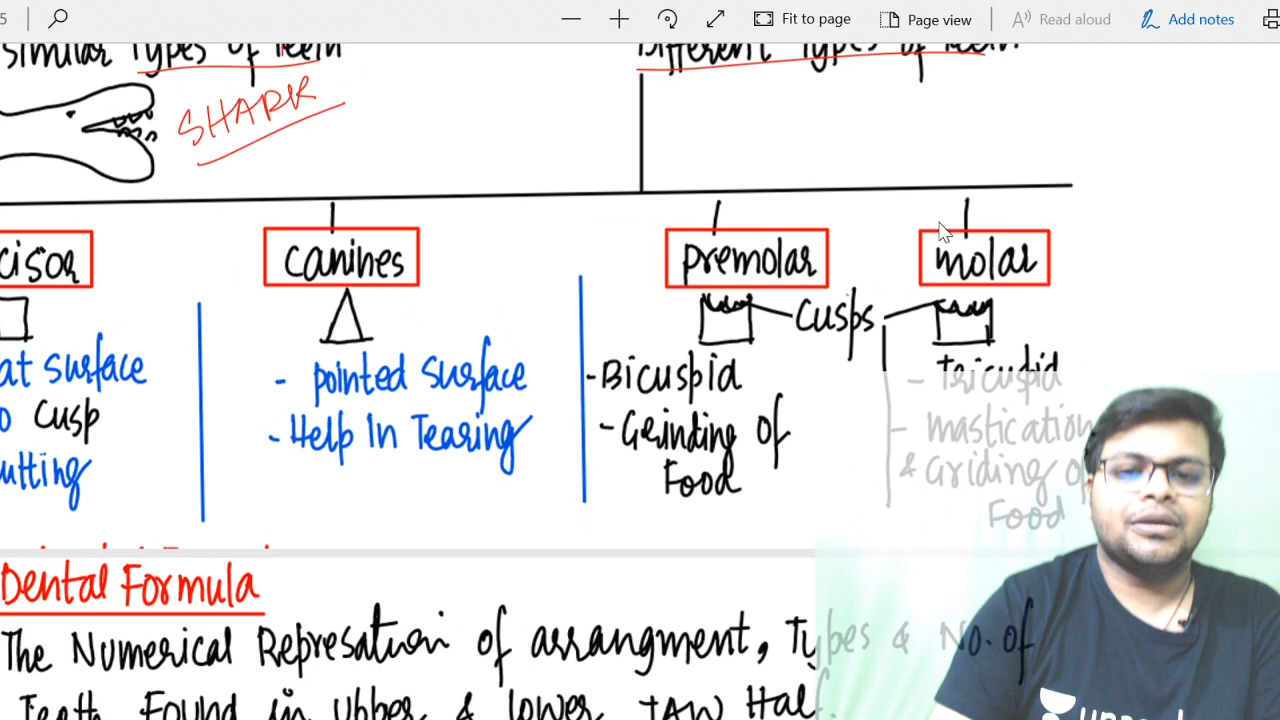 5 Fit to page Page view Read aloud Add notes
Similar Types of Teeth
Different Types of Teeth
SHARK
cisor
canines
premolar
molar
Cusps
at Surface
o Cusp
utting
- pointed Surface
- Help In Tearing
-Bicuspid
- Grinding Of
Food
- Tricuspid
- mastication
& Griding of
Food
Dental Formula
The Numerical Represation of arrangment, Types & No. of
Teeth Found in Upper & lower Jaw Half.